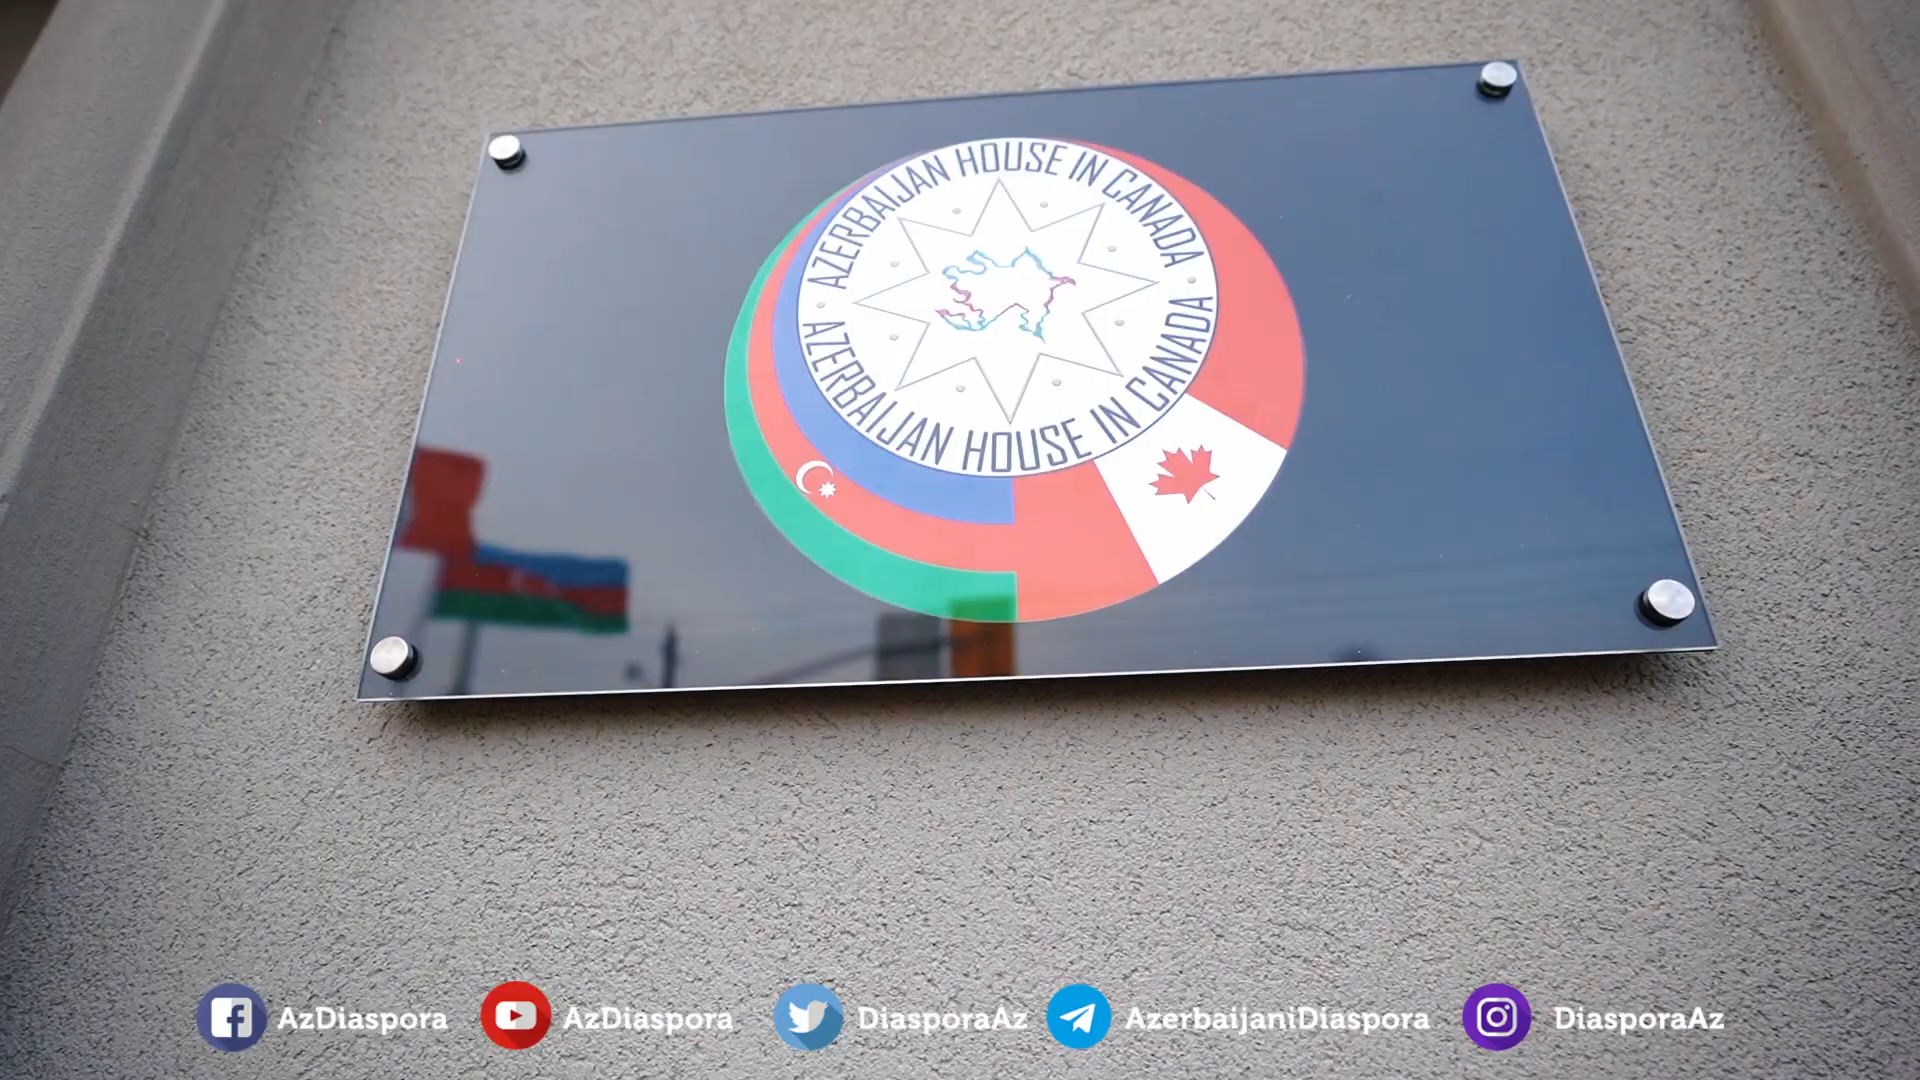 AZERBAIJAN HOUSE IN CANADA
AZERBAIJAN HOUSE IN CANADA
AzDiaspora
AzDiaspora
DiasporaAz
AzerbaijaniDiaspora
DiasporaAz